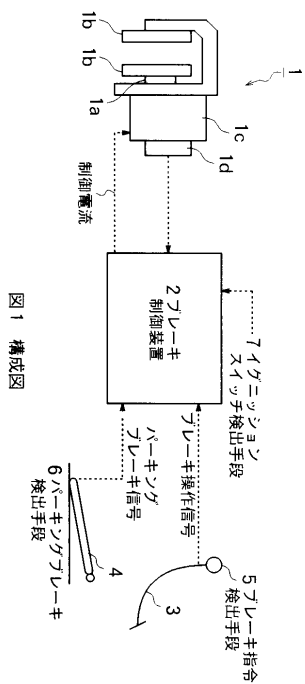 1
1b
1b
1a
1c
1d
制御電流
2 ブレーキ
制御装置
7 イグニッション
スイッチ検出手段
ブレーキ操作信号
パーキング
ブレーキ信号
5 ブレーキ指令
検出手段
3
4
6 パーキングブレーキ
検出手段
図1 構成図